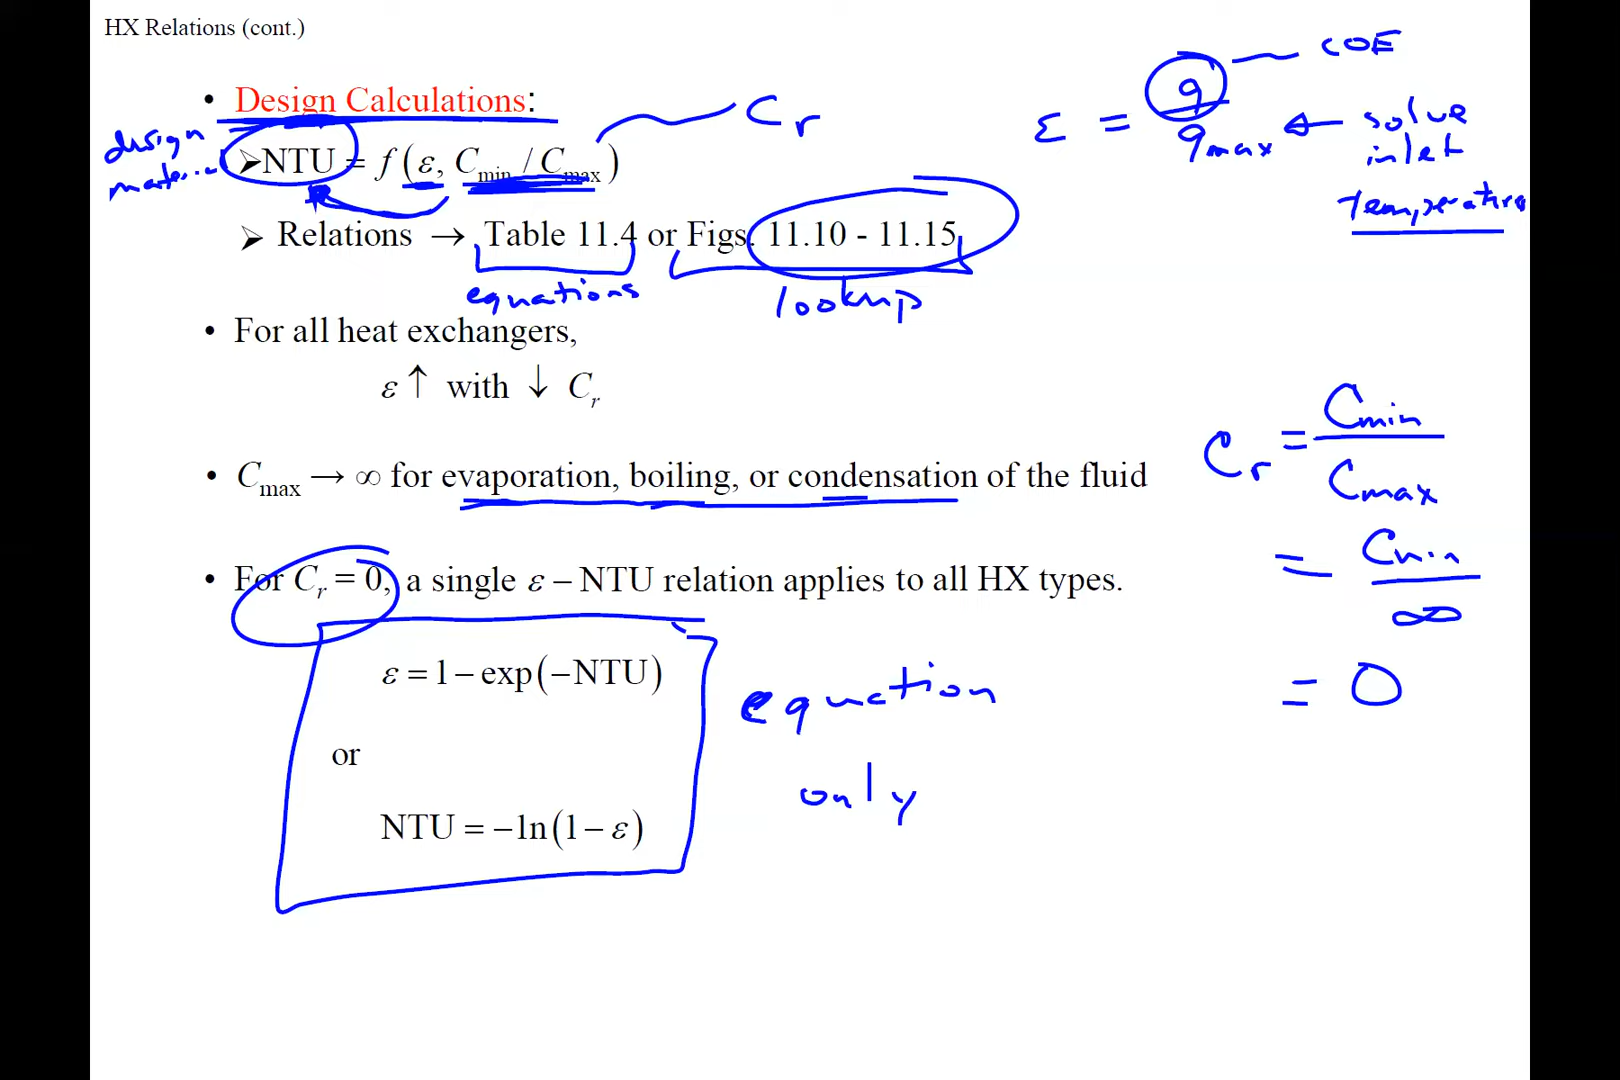 HX Relations (cont.)
COE
• Design Calculations:
Cr
ε = q / qmax
solve
inlet
temperature
design
material
➢NTU = f(ε, Cmin / Cmax)
➢ Relations → Table 11.4 or Figs. 11.10 - 11.15
equations
lookup
• For all heat exchangers,
ε ↑ with ↓ Cr
Cr = Cmin / Cmax
• Cmax → ∞ for evaporation, boiling, or condensation of the fluid
= Cmin / ∞
• For Cr = 0, a single ε – NTU relation applies to all HX types.
ε = 1 − exp(−NTU)
equation
= 0
or
only
NTU = −ln(1 − ε)